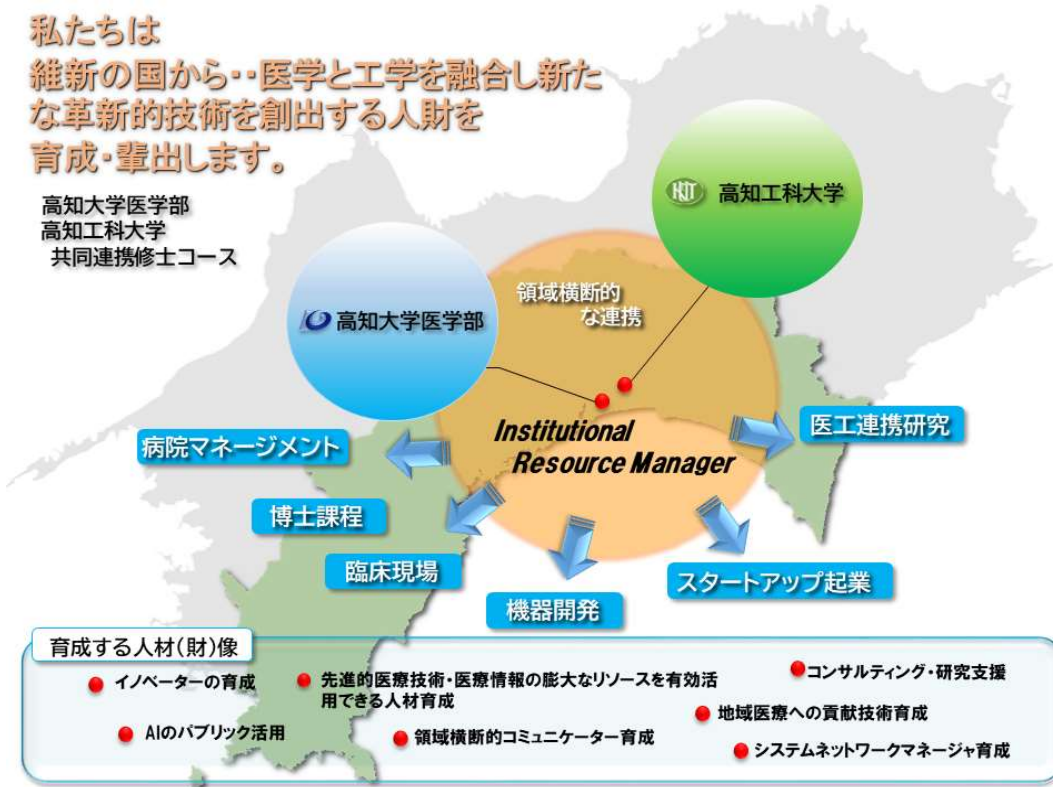 私たちは
維新の国から・・医学と工学を融合し新た
な革新的技術を創出する人財を
育成・輩出します。
高知大学医学部
高知工科大学
共同連携修士コース
KUT 高知工科大学
高知大学医学部
領域横断的
な連携
Institutional
Resource Manager
医工連携研究
病院マネージメント
博士課程
臨床現場
機器開発
スタートアップ起業
育成する人材(財)像
イノベーターの育成
先進的医療技術・医療情報の膨大なリソースを有効活
用できる人材育成
コンサルティング・研究支援
AIのパブリック活用
領域横断的コミュニケーター育成
地域医療への貢献技術育成
システムネットワークマネージャ育成